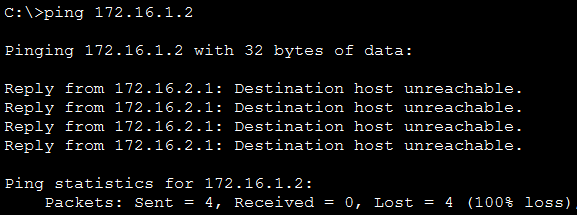 C:\>ping 172.16.1.2
Pinging 172.16.1.2 with 32 bytes of data:
Reply from 172.16.2.1: Destination host unreachable.
Reply from 172.16.2.1: Destination host unreachable.
Reply from 172.16.2.1: Destination host unreachable.
Reply from 172.16.2.1: Destination host unreachable.
Ping statistics for 172.16.1.2:
Packets: Sent = 4, Received = 0, Lost = 4 (100% loss),